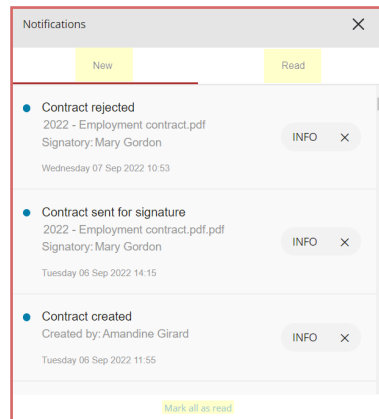 Notifications
New Read
Contract rejected
2022 - Employment contract.pdf
Signatory: Mary Gordon
INFO
Wednesday 07 Sep 2022 10:53
Contract sent for signature
2022 - Employment contract.pdf.pdf
Signatory: Mary Gordon
INFO
Tuesday 06 Sep 2022 14:15
Contract created
Created by: Amandine Girard
INFO
Tuesday 06 Sep 2022 11:55
Mark all as read